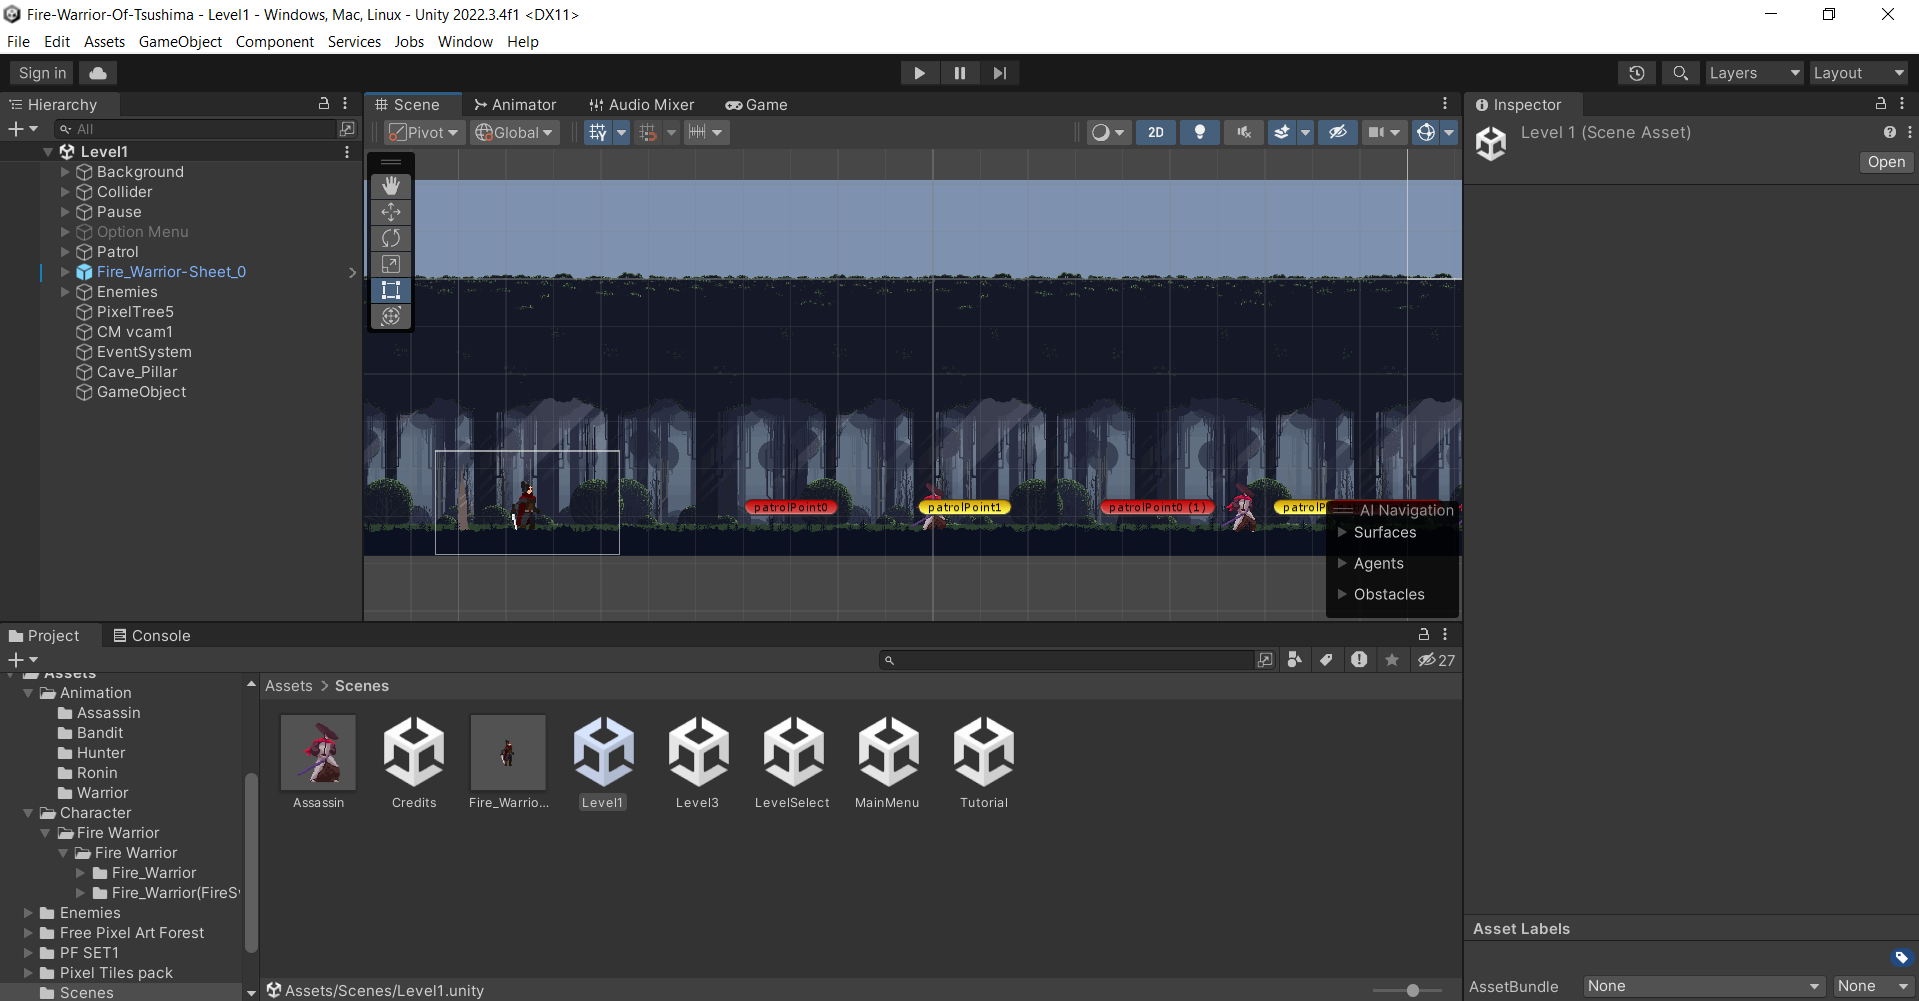 Fire-Warrior-Of-Tsushima - Level1 - Windows, Mac, Linux - Unity 2022.3.4f1 <DX11>
File Edit Assets GameObject Component Services Jobs Window Help
Sign in
Layers
Layout
Hierarchy
All
Level1
Background
Collider
Pause
Option Menu
Patrol
Fire_Warrior-Sheet_0
Enemies
PixelTree5
CM vcam1
EventSystem
Cave_Pillar
GameObject
Scene Animator Audio Mixer Game
Pivot Global 2D
patrolPoint0
patrolPoint1
patrolPoint0 (1)
patrolP
AI Navigation
Surfaces
Agents
Obstacles
Inspector
Level 1 (Scene Asset)
Open
Project Console
27
Assets
Animation
Assassin
Bandit
Hunter
Ronin
Warrior
Character
Fire Warrior
Fire Warrior
Fire_Warrior
Fire_Warrior(FireS
Enemies
Free Pixel Art Forest
PF SET1
Pixel Tiles pack
Scenes
Assets > Scenes
Assassin Credits Fire_Warrio... Level1 Level3 LevelSelect MainMenu Tutorial
Assets/Scenes/Level1.unity
Asset Labels
AssetBundle None None